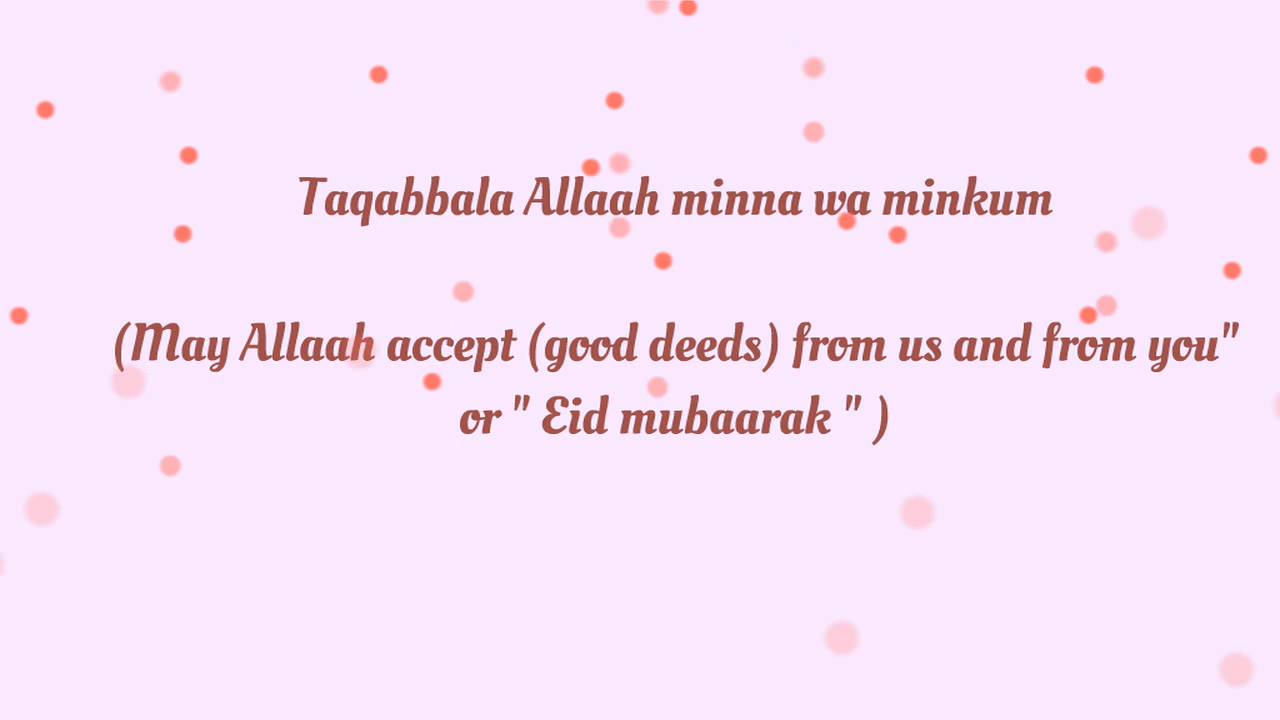 Taqabbala Allaah minna wa minkum
(May Allaah accept (good deeds) from us and from you"
or " Eid mubaarak " )